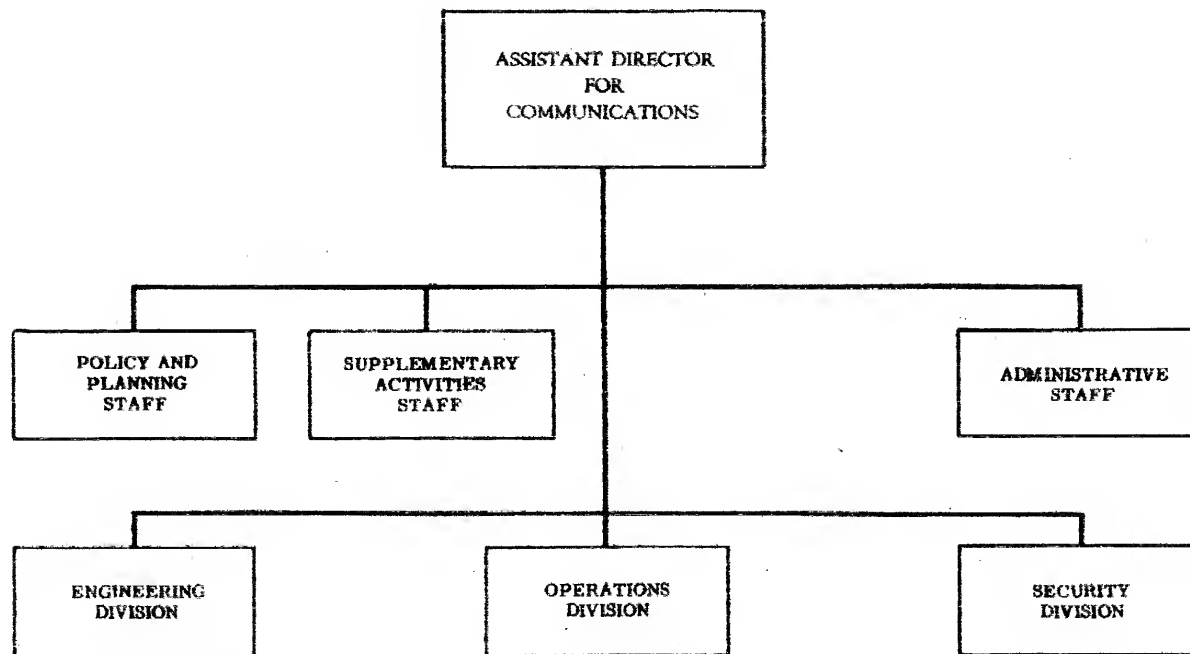 ASSISTANT DIRECTOR
FOR
COMMUNICATIONS
POLICY AND
PLANNING
STAFF
SUPPLEMENTARY
ACTIVITIES
STAFF
ADMINISTRATIVE
STAFF
ENGINEERING
DIVISION
OPERATIONS
DIVISION
SECURITY
DIVISION